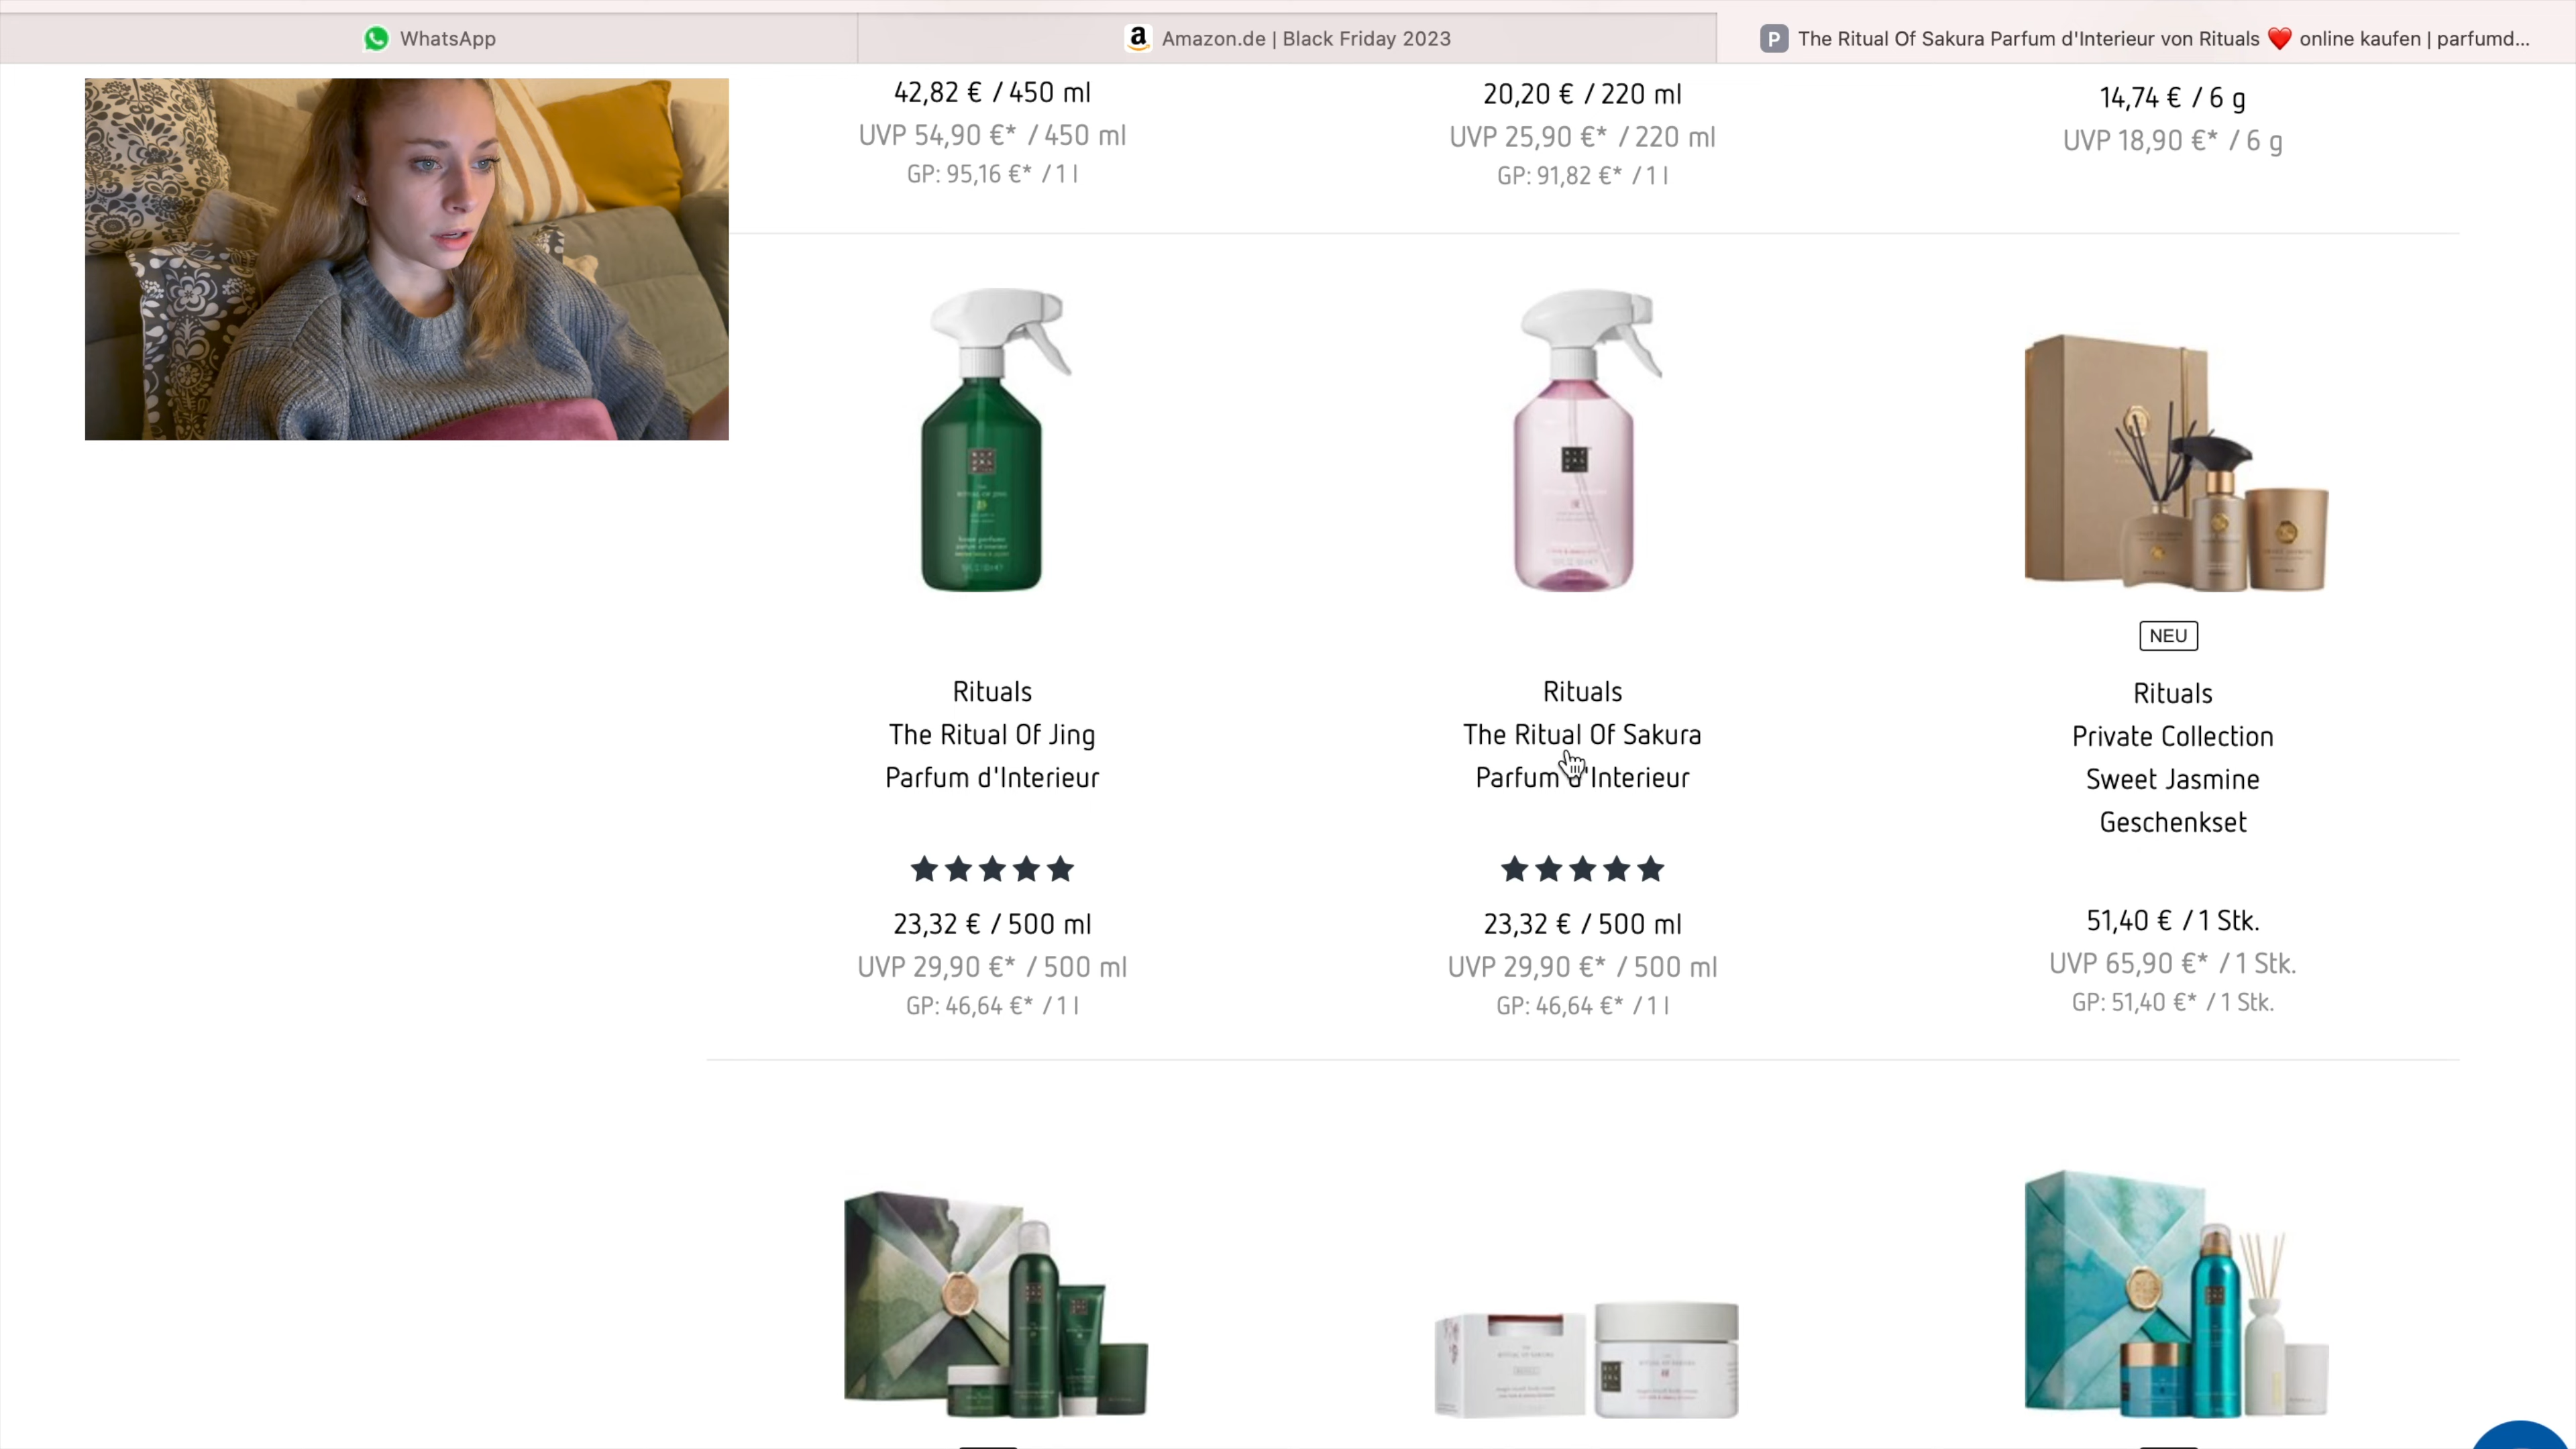 WhatsApp
Amazon.de | Black Friday 2023
P The Ritual Of Sakura Parfum d'Interieur von Rituals ❤️ online kaufen | parfumd...
42,82 € / 450 ml
UVP 54,90 €* / 450 ml
GP: 95,16 €* / 1 l
20,20 € / 220 ml
UVP 25,90 €* / 220 ml
GP: 91,82 €* / 1 l
14,74 € / 6 g
UVP 18,90 €* / 6 g
Rituals
The Ritual Of Jing
Parfum d'Interieur
23,32 € / 500 ml
UVP 29,90 €* / 500 ml
GP: 46,64 €* / 1 l
Rituals
The Ritual Of Sakura
Parfum d'Interieur
23,32 € / 500 ml
UVP 29,90 €* / 500 ml
GP: 46,64 €* / 1 l
NEU
Rituals
Private Collection
Sweet Jasmine
Geschenkset
51,40 € / 1 Stk.
UVP 65,90 €* / 1 Stk.
GP: 51,40 €* / 1 Stk.